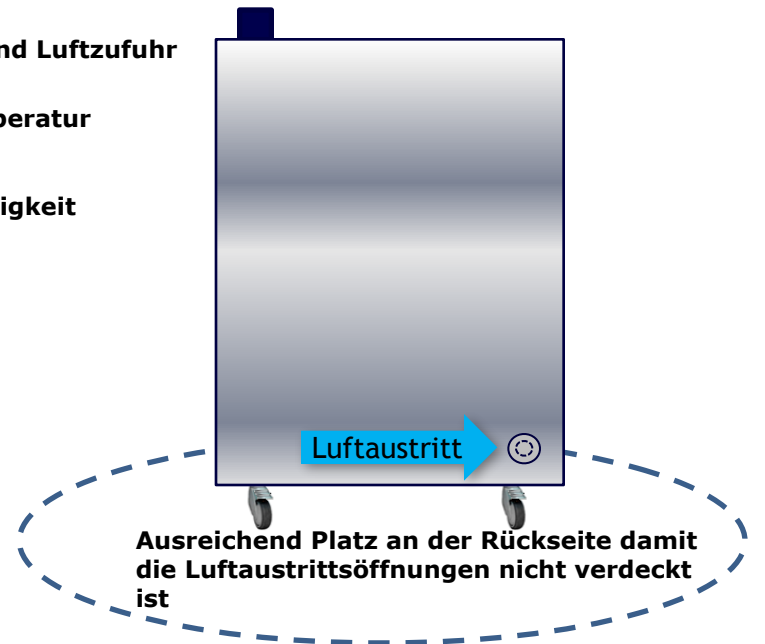 nd Luftzufuhr
peratur
igkeit
Luftaustritt
Ausreichend Platz an der Rückseite damit
die Luftaustrittsöffnungen nicht verdeckt
ist